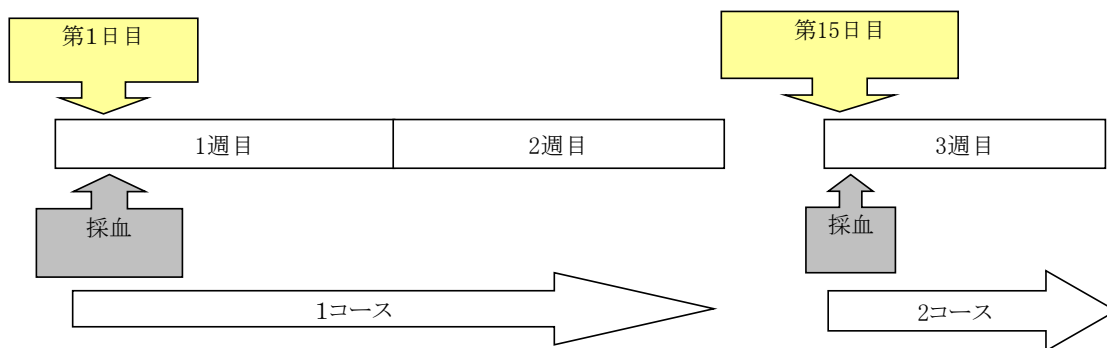 第1日目
第15日目
1週目
2週目
3週目
採血
採血
1コース
2コース